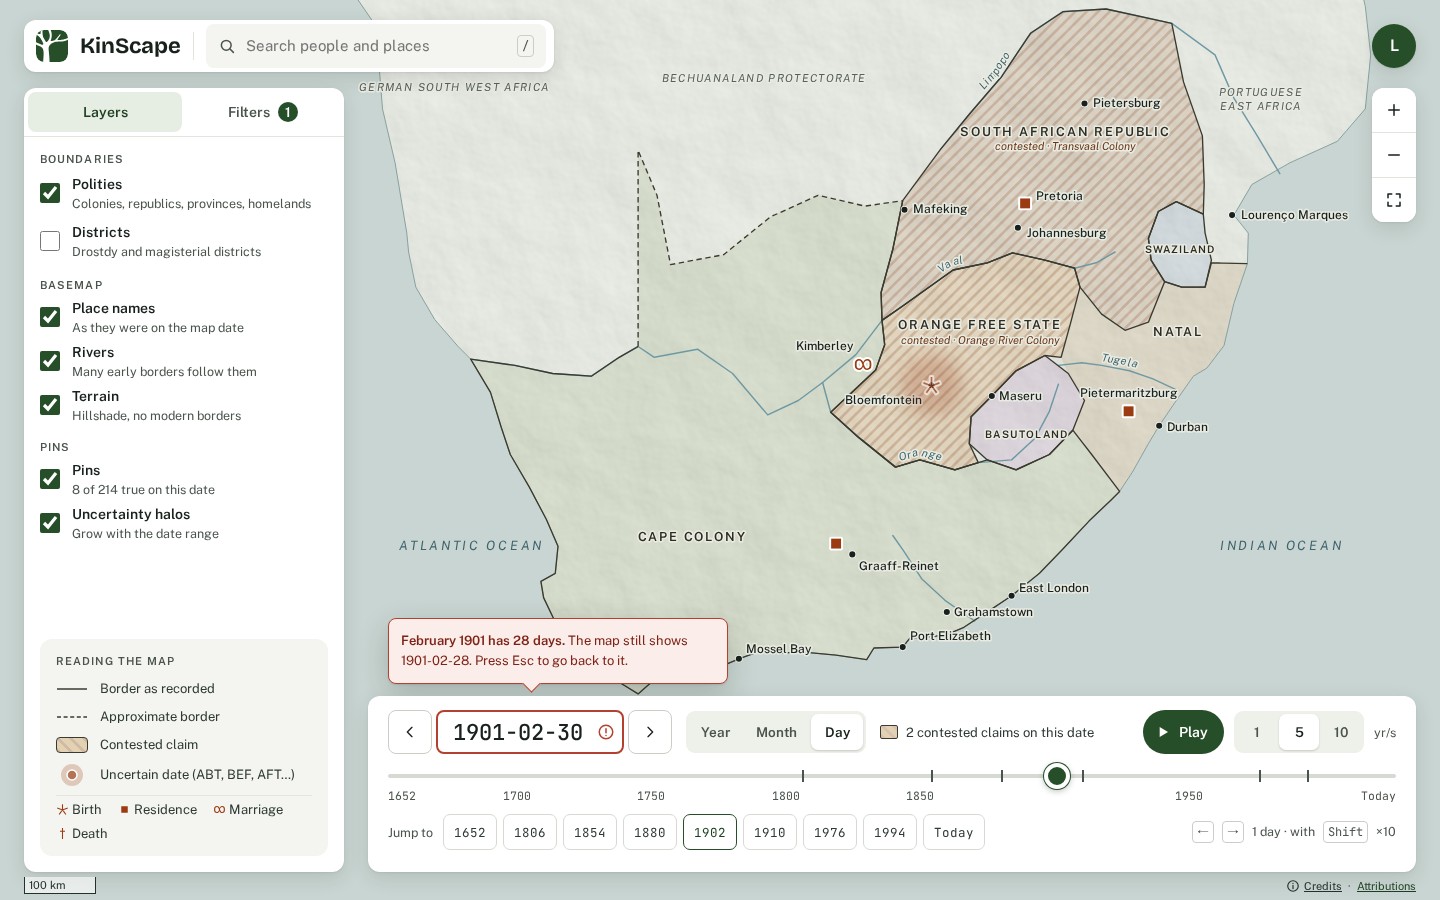 KinScape
Search people and places
/
L
Layers
Filters 1
BOUNDARIES
Polities
Colonies, republics, provinces, homelands
Districts
Drostdy and magisterial districts
BASEMAP
Place names
As they were on the map date
Rivers
Many early borders follow them
Terrain
Hillshade, no modern borders
PINS
Pins
8 of 214 true on this date
Uncertainty halos
Grow with the date range
READING THE MAP
Border as recorded
Approximate border
Contested claim
Uncertain date (ABT, BEF, AFT…)
Birth
Residence
Marriage
Death
100 km
GERMAN SOUTH WEST AFRICA
BECHUANALAND PROTECTORATE
Limpopo
PORTUGUESE
EAST AFRICA
Pietersburg
SOUTH AFRICAN REPUBLIC
contested · Transvaal Colony
Pretoria
Mafeking
Johannesburg
Lourenço Marques
SWAZILAND
Vaal
ORANGE FREE STATE
contested · Orange River Colony
NATAL
Kimberley
Tugela
Bloemfontein
Maseru
Pietermaritzburg
BASUTOLAND
Durban
Orange
CAPE COLONY
ATLANTIC OCEAN
INDIAN OCEAN
Graaff-Reinet
East London
Grahamstown
Port Elizabeth
Mossel Bay
February 1901 has 28 days. The map still shows
1901-02-28. Press Esc to go back to it.
1901-02-30
Year
Month
Day
2 contested claims on this date
Play
1
5
10
yr/s
1652
1700
1750
1800
1850
1950
Today
Jump to
1652
1806
1854
1880
1902
1910
1976
1994
Today
← → 1 day · with Shift ×10
Credits · Attributions